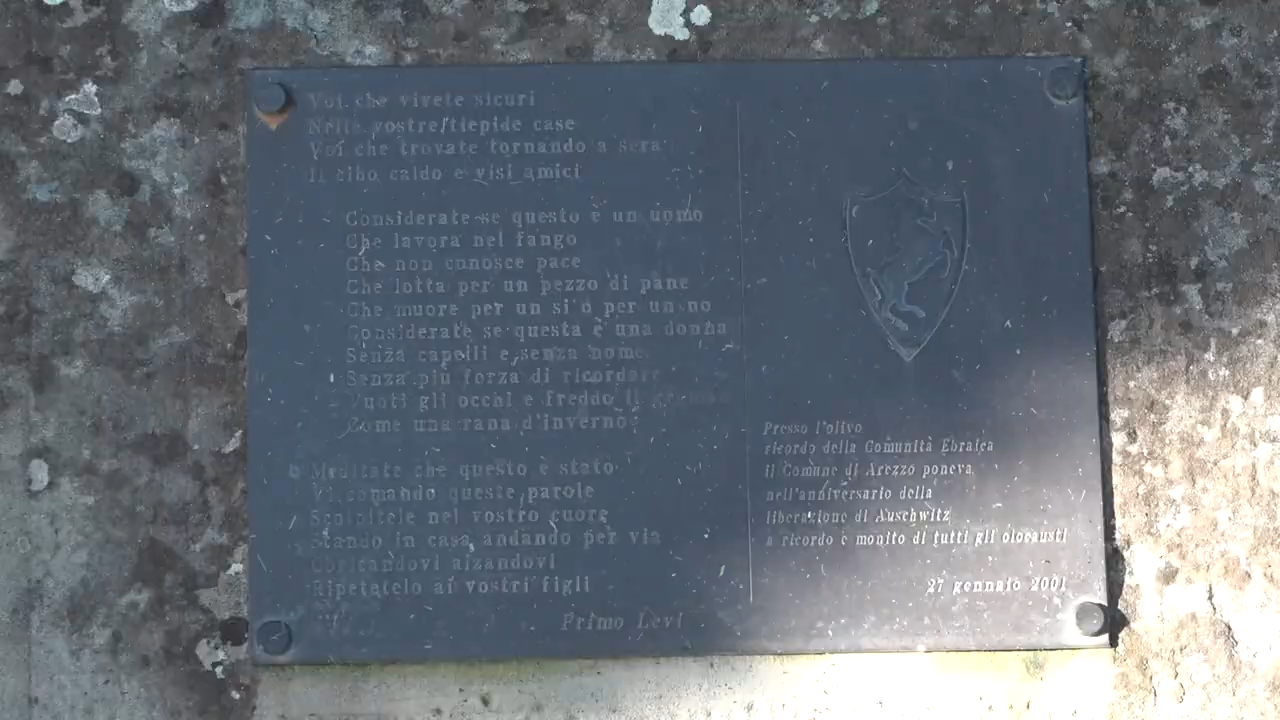 Voi che vivete sicuri
Nelle vostre tiepide case
Voi che trovate tornando a sera
Il cibo caldo e visi amici
Considerate se questo è un uomo
Che lavora nel fango
Che non conosce pace
Che lotta per un pezzo di pane
Che muore per un si o per un no
Considerate se questa è una donna
Senza capelli e senza nome
Senza più forza di ricordare
Vuoti gli occhi e freddo il
Come una rana d'inverno
Meditate che questo è stato
Vi comando queste parole
Scolpitele nel vostro cuore
Stando in casa andando per via
Coricandovi alzandovi
Ripetetelo ai vostri figli
Primo Levi
Presso l'olivo
ricordo della Comunità Ebraica
il Comune di Arezzo poneva
nell'anniversario della
liberazione di Auschwitz
a ricordo e monito di tutti gli olocausti
27 gennaio 2001